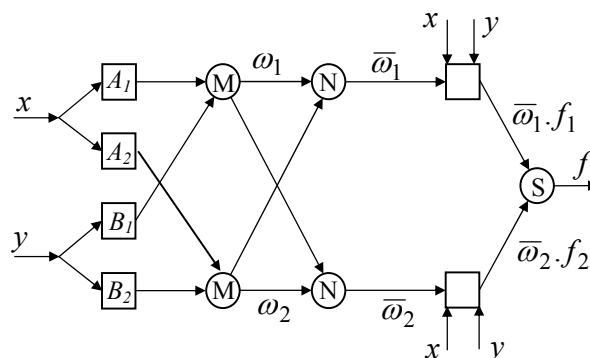 x y
A₁ M ω₁ N ω̅₁
x
A₂ ω̅₁.f₁
S f
B₁
y
ω̅₂.f₂
B₂ M ω₂ N ω̅₂
x y